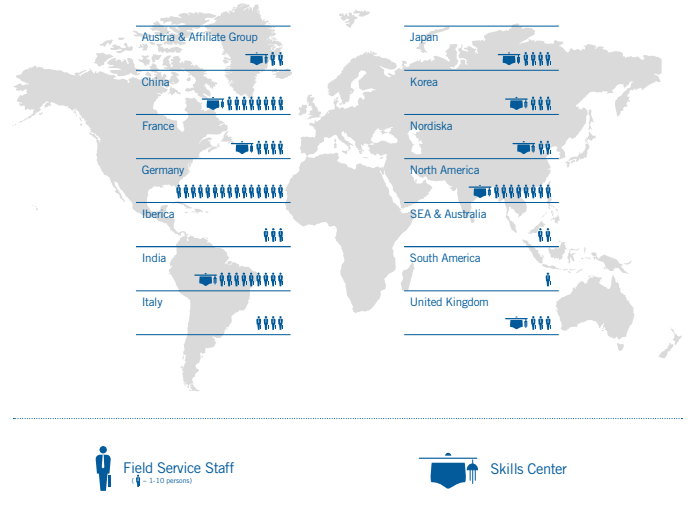 Austria & Affiliate Group
China
France
Germany
Iberica
India
Italy
Japan
Korea
Nordiska
North America
SEA & Australia
South America
United Kingdom
Field Service Staff
( – 1-10 persons)
Skills Center